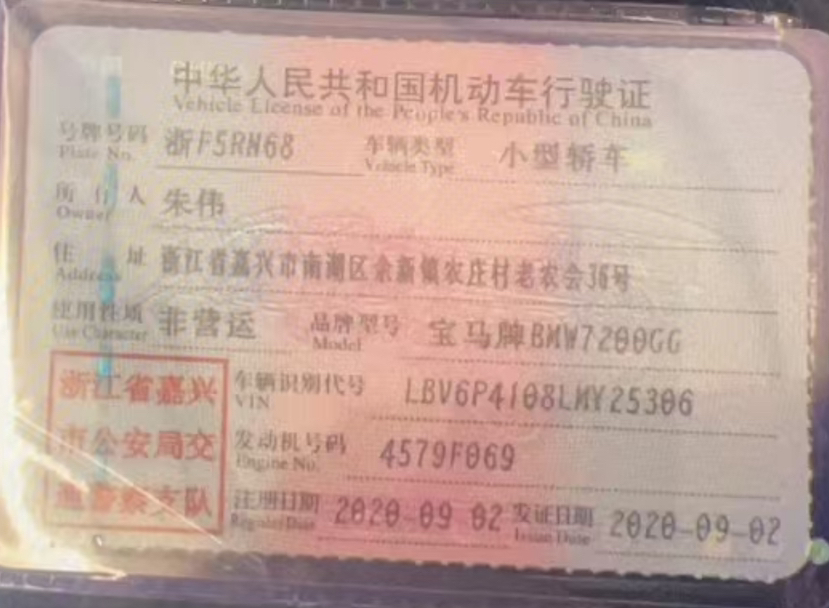 中华人民共和国机动车行驶证
Vehicle License of the People's Republic of China
号牌号码 浙F5RN68 车辆类型 小型轿车
Plate No. Vehicle Type
所有人 朱伟
Owner
住址 浙江省嘉兴市南湖区余新镇农庄村老农会36号
Address
使用性质 非营运 品牌型号 宝马牌BMW7200GG
Use Character Model
浙江省嘉兴 车辆识别代号 LBV6P4108LMY25306
VIN
市公安局交 发动机号码 4579F069
Engine No.
通警察支队 注册日期 2020-09-02 发证日期 2020-09-02
Register Date Issue Date